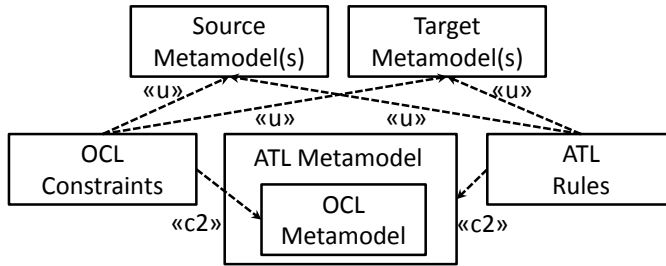 Source
Metamodel(s)
Target
Metamodel(s)
«u»
«u»
«u»
«u»
OCL
Constraints
ATL Metamodel
OCL
Metamodel
ATL
Rules
«c2»
«c2»